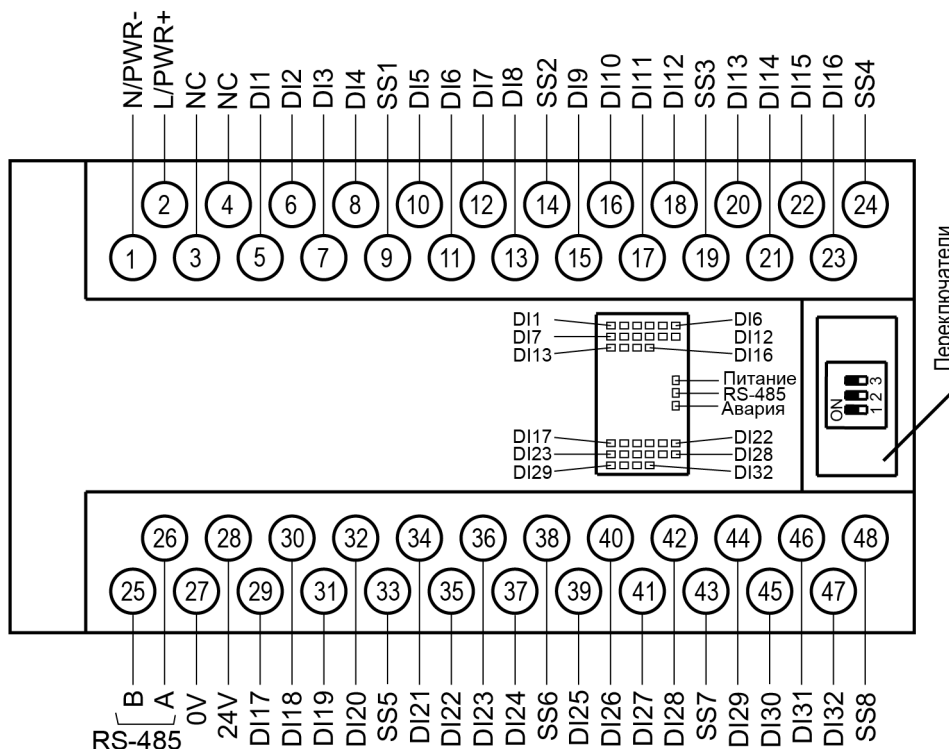 N/PWR-
L/PWR+
NC
NC
DI1
DI2
DI3
DI4
SS1
DI5
DI6
DI7
DI8
SS2
DI9
DI10
DI11
DI12
SS3
DI13
DI14
DI15
DI16
SS4
2 4 6 8 10 12 14 16 18 20 22 24
1 3 5 7 9 11 13 15 17 19 21 23
DI1 DI6
DI7 DI12
DI13 DI16
Питание
RS-485
Авария
DI17 DI22
DI23 DI28
DI29 DI32
ON
1 2 3
Переключатели
26 28 30 32 34 36 38 40 42 44 46 48
25 27 29 31 33 35 37 39 41 43 45 47
B
A
RS-485
0V
24V
DI17
DI18
DI19
DI20
SS5
DI21
DI22
DI23
DI24
SS6
DI25
DI26
DI27
DI28
SS7
DI29
DI30
DI31
DI32
SS8